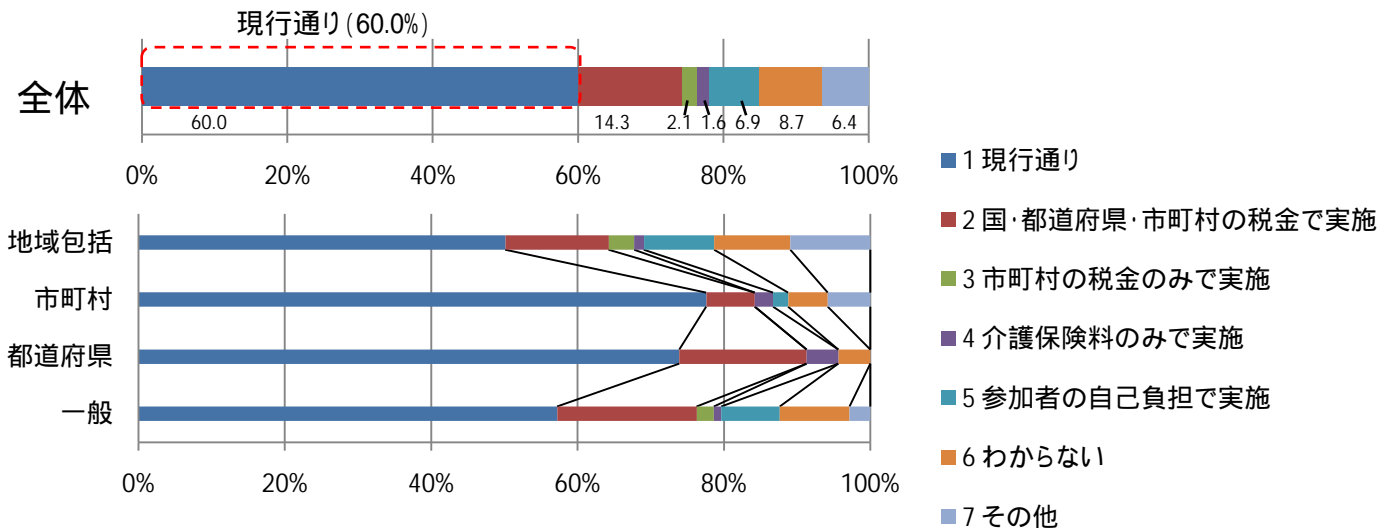 現行通り(60.0%)
全体
60.0 14.3 2.1 1.6 6.9 8.7 6.4
0% 20% 40% 60% 80% 100%
地域包括
市町村
都道府県
一般
0% 20% 40% 60% 80% 100%
1 現行通り
2 国・都道府県・市町村の税金で実施
3 市町村の税金のみで実施
4 介護保険料のみで実施
5 参加者の自己負担で実施
6 わからない
7 その他